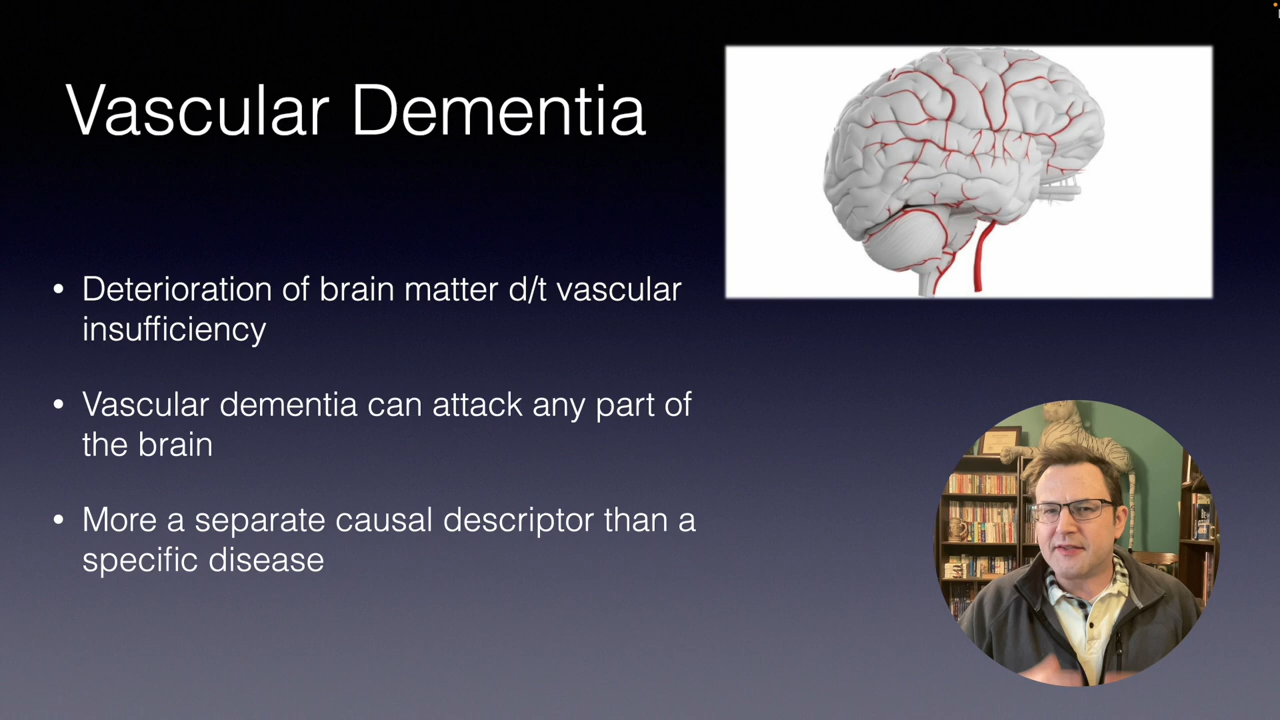 Vascular Dementia
• Deterioration of brain matter d/t vascular
insufficiency
• Vascular dementia can attack any part of
the brain
• More a separate causal descriptor than a
specific disease